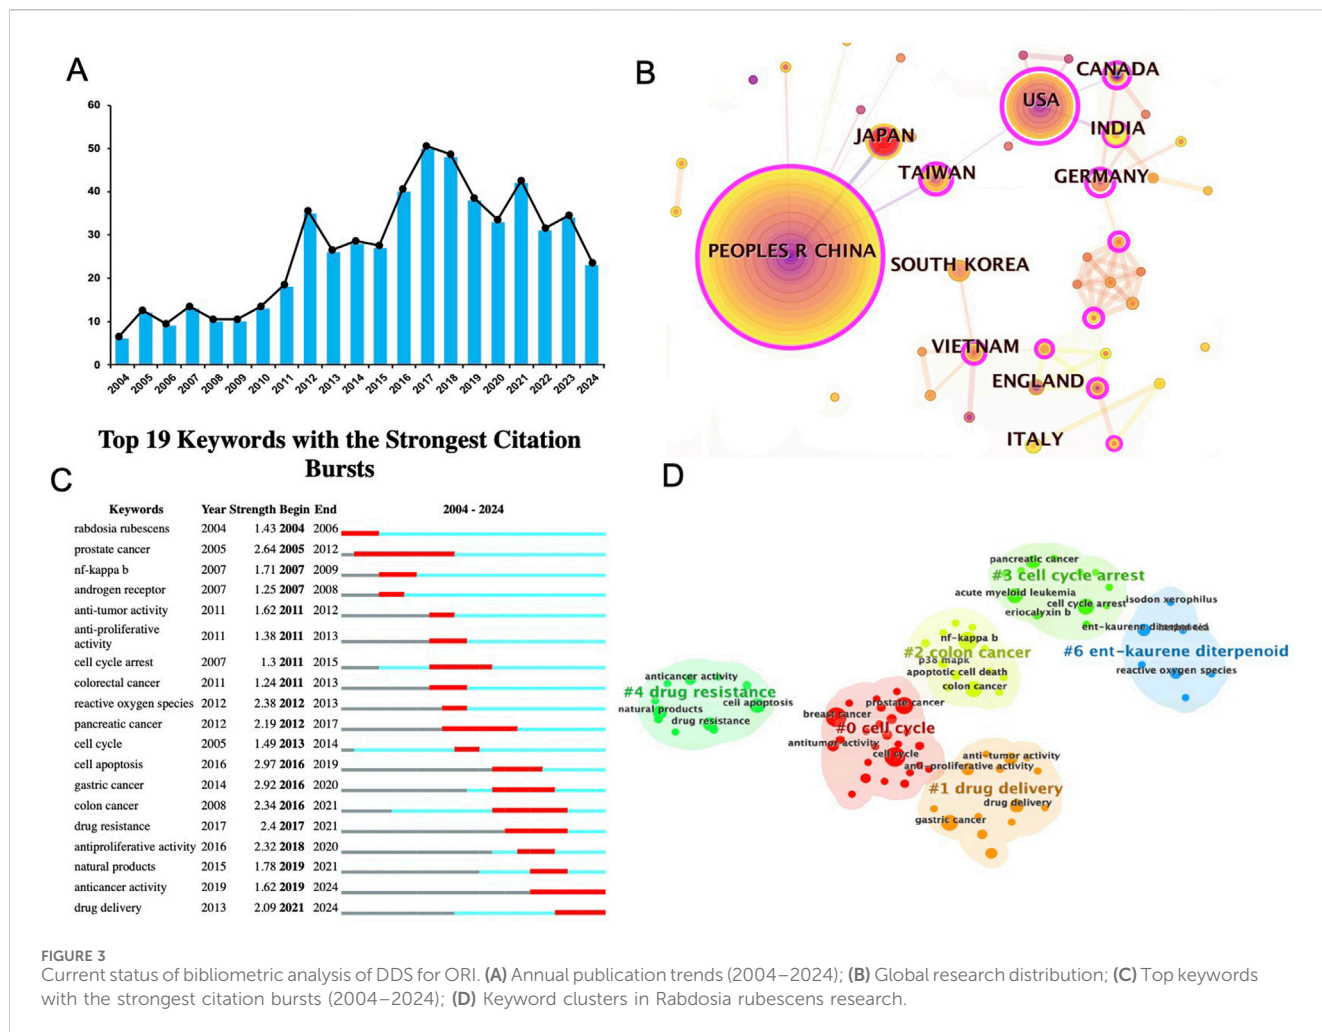 A
60
50
40
30
20
10
0
2004 2005 2006 2007 2008 2009 2010 2011 2012 2013 2014 2015 2016 2017 2018 2019 2020 2021 2022 2023 2024
B
CANADA
USA
INDIA
JAPAN
TAIWAN
GERMANY
PEOPLES R CHINA
SOUTH KOREA
VIETNAM
ENGLAND
ITALY
Top 19 Keywords with the Strongest Citation
Bursts
C
Keywords Year Strength Begin End 2004 - 2024
rabdosia rubescens 2004 1.43 2004 2006
prostate cancer 2005 2.64 2005 2012
nf-kappa b 2007 1.71 2007 2009
androgen receptor 2007 1.25 2007 2008
anti-tumor activity 2011 1.62 2011 2012
anti-proliferative
activity 2011 1.38 2011 2013
cell cycle arrest 2007 1.3 2011 2015
colorectal cancer 2011 1.24 2011 2013
reactive oxygen species 2012 2.38 2012 2013
pancreatic cancer 2012 2.19 2012 2017
cell cycle 2005 1.49 2013 2014
cell apoptosis 2016 2.97 2016 2019
gastric cancer 2014 2.92 2016 2020
colon cancer 2008 2.34 2016 2021
drug resistance 2017 2.4 2017 2021
antiproliferative activity 2016 2.32 2018 2020
natural products 2015 1.78 2019 2021
anticancer activity 2019 1.62 2019 2024
drug delivery 2013 2.09 2021 2024
D
pancreatic cancer
#3 cell cycle arrest
acute myeloid leukemia
cell cycle arrest
eriocalyxin b
isodon xerophilus
ent-kaurene diterpenoid
#6 ent-kaurene diterpenoid
reactive oxygen species
nf-kappa b
#2 colon cancer
p38 mapk
apoptotic cell death
colon cancer
anticancer activity
#4 drug resistance
cell apoptosis
natural products
drug resistance
prostate cancer
breast cancer
#0 cell cycle
antitumor activity
cell cycle
anti-tumor activity
anti-proliferative activity
#1 drug delivery
drug delivery
gastric cancer
FIGURE 3
Current status of bibliometric analysis of DDS for ORI. (A) Annual publication trends (2004–2024); (B) Global research distribution; (C) Top keywords
with the strongest citation bursts (2004–2024); (D) Keyword clusters in Rabdosia rubescens research.